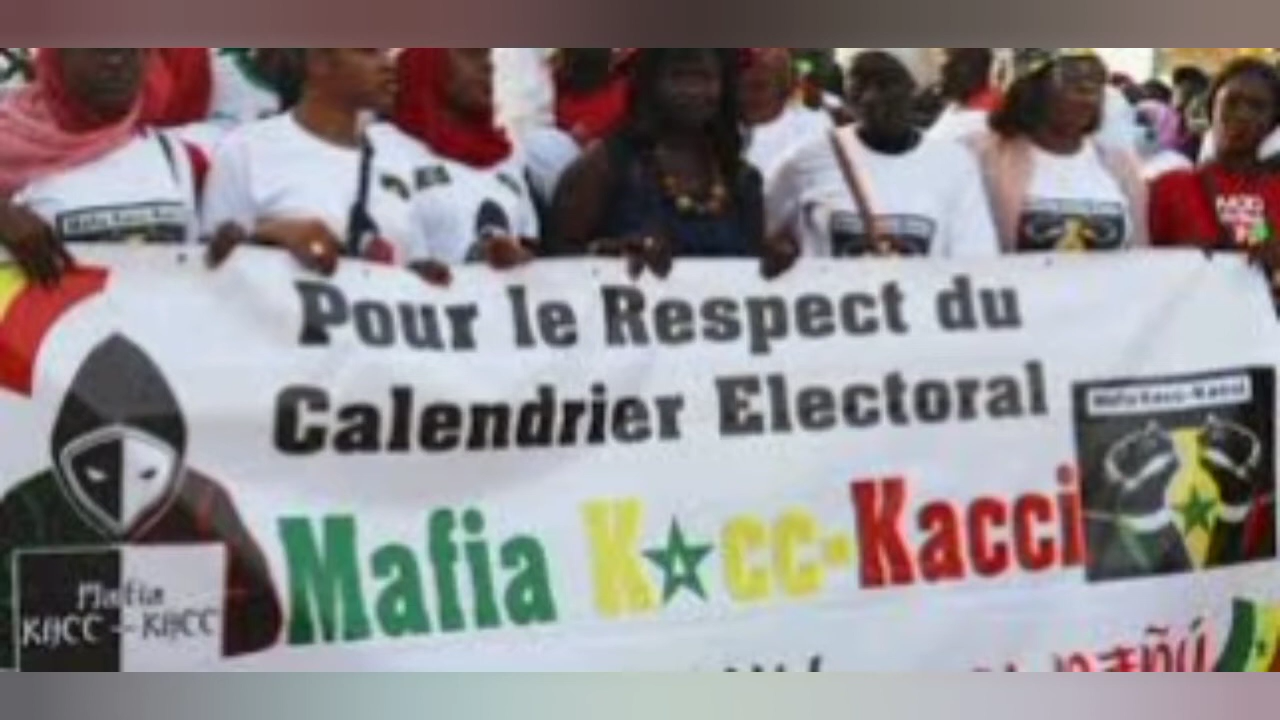 Pour le Respect du
Calendrier Electoral
Mafia K★cc-Kacci
Mafia Kacc-Kacci
Mafia
KACC - KACC